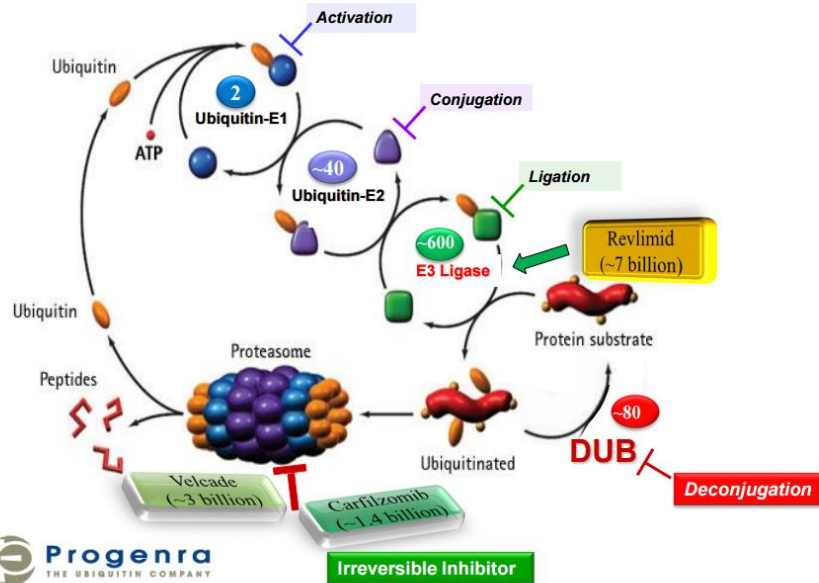 Activation
Ubiquitin
2
Ubiquitin-E1
ATP
Conjugation
~40
Ubiquitin-E2
Ligation
~600
E3 Ligase
Revlimid
(~7 billion)
Ubiquitin
Protein substrate
Proteasome
Peptides
Ubiquitinated
~80
DUB
Deconjugation
Velcade
(~3 billion)
Carfilzomib
(~1.4 billion)
Irreversible Inhibitor
Progenra
THE UBIQUITIN COMPANY